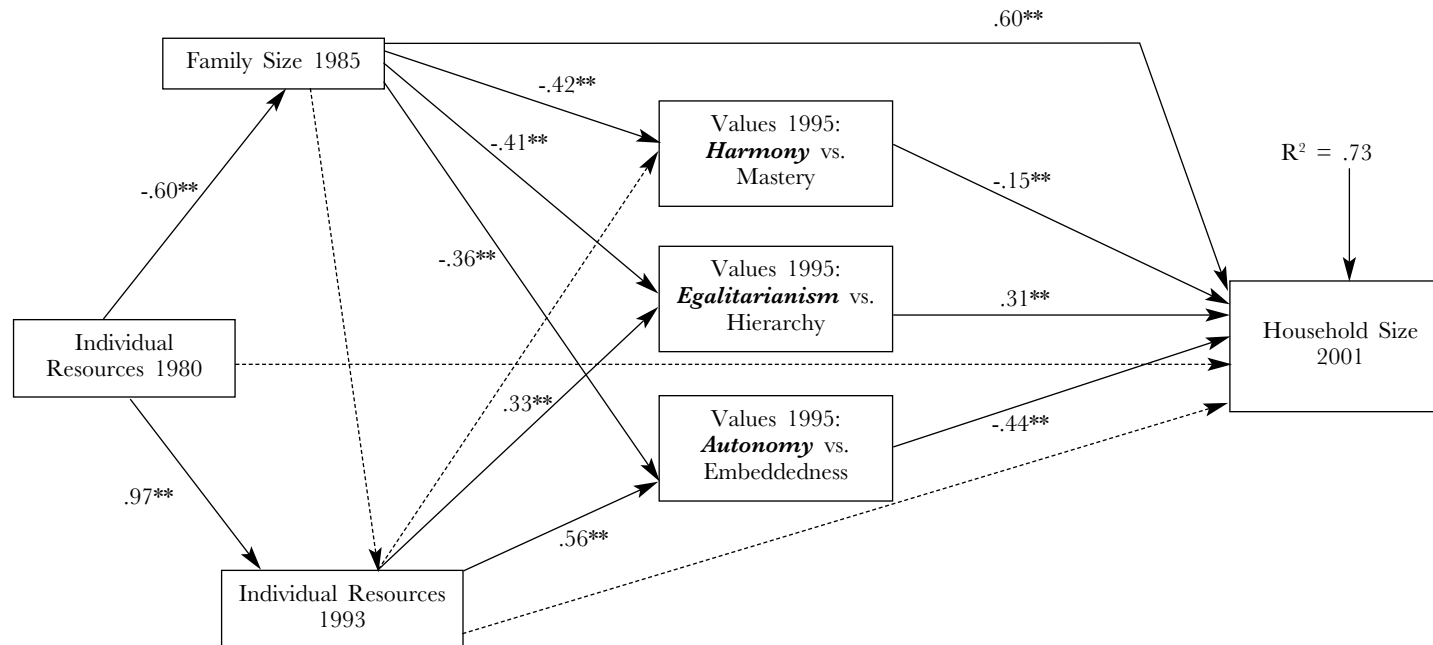 .60**
Family Size 1985
-.42**
Values 1995:
Harmony vs.
Mastery
-.41**
R² = .73
-.60**
-.15**
-.36**
Values 1995:
Egalitarianism vs.
Hierarchy
.31**
Individual
Resources 1980
Household Size
2001
.33**
Values 1995:
Autonomy vs.
Embeddedness
-.44**
.97**
.56**
Individual Resources
1993